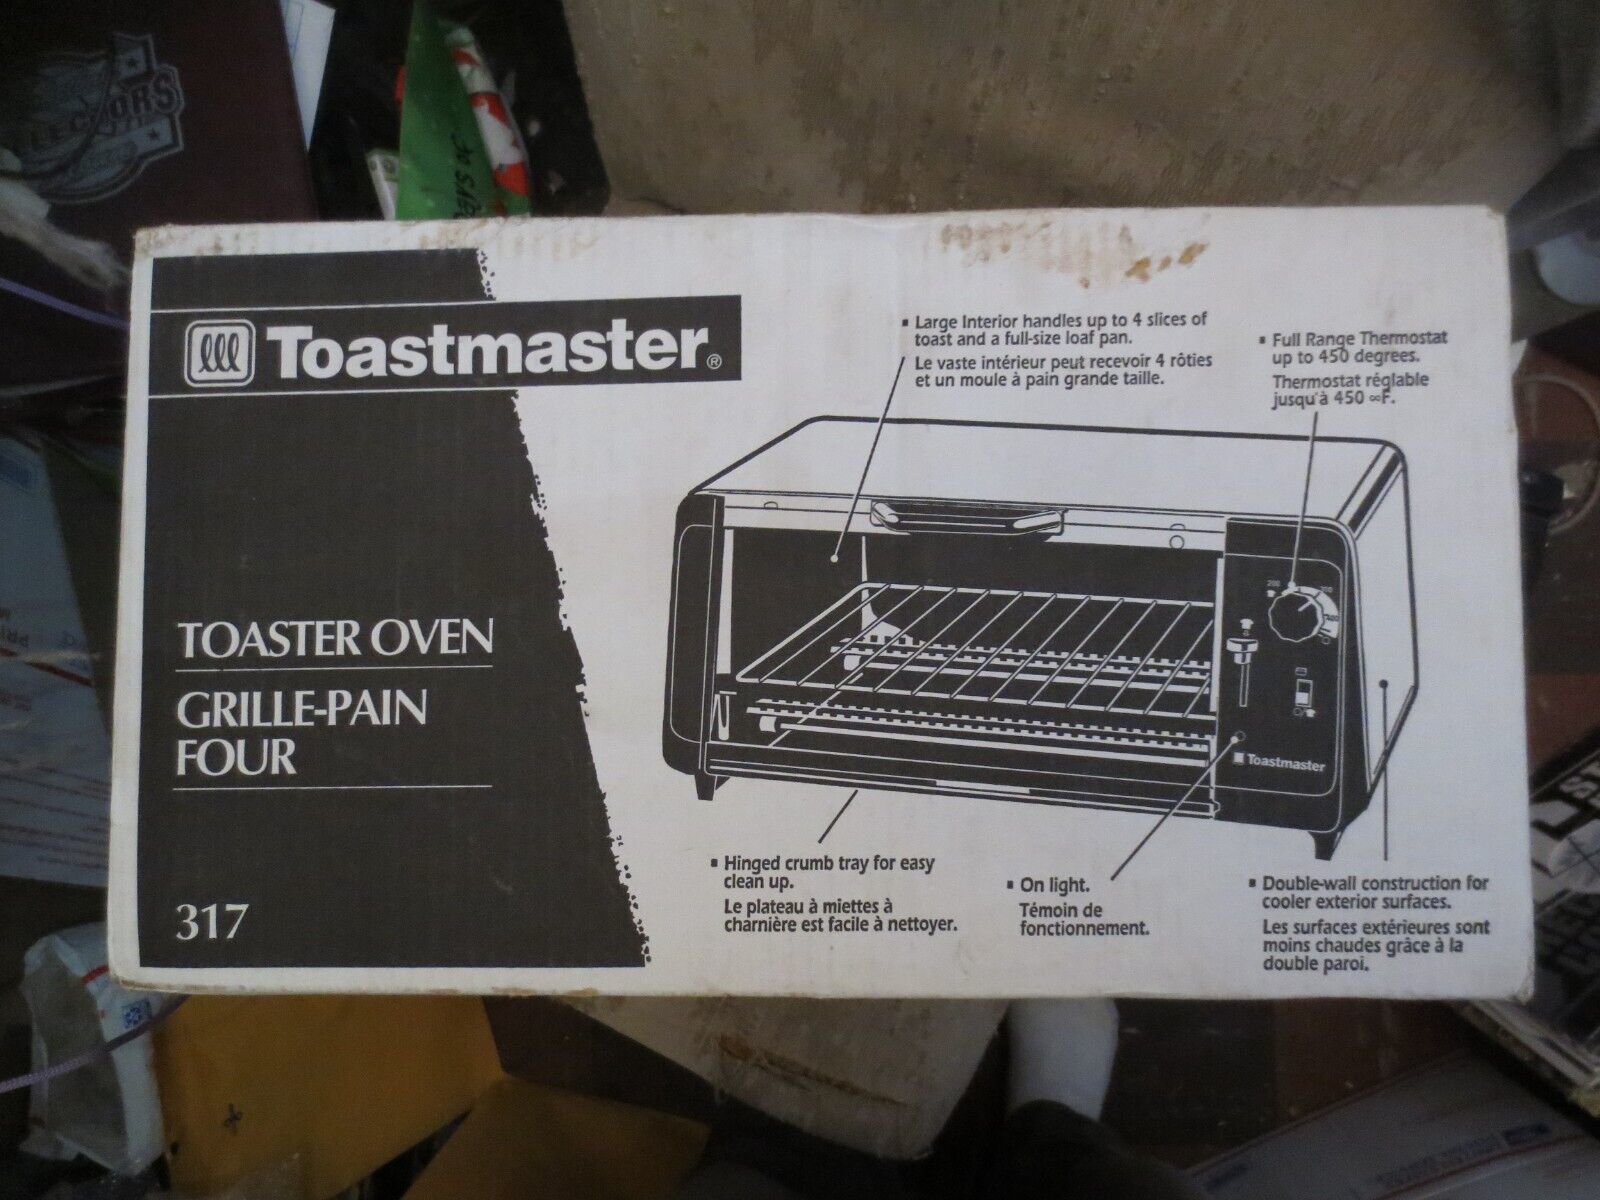 Toastmaster®
TOASTER OVEN
GRILLE-PAIN
FOUR
317
▪ Large Interior handles up to 4 slices of
toast and a full-size loaf pan.
Le vaste intérieur peut recevoir 4 rôties
et un moule à pain grande taille.
▪ Full Range Thermostat
up to 450 degrees.
Thermostat réglable
jusqu'à 450 ∞F.
200
Toastmaster
▪ Hinged crumb tray for easy
clean up.
Le plateau à miettes à
charnière est facile à nettoyer.
▪ On light.
Témoin de
fonctionnement.
▪ Double-wall construction for
cooler exterior surfaces.
Les surfaces extérieures sont
moins chaudes grâce à la
double paroi.